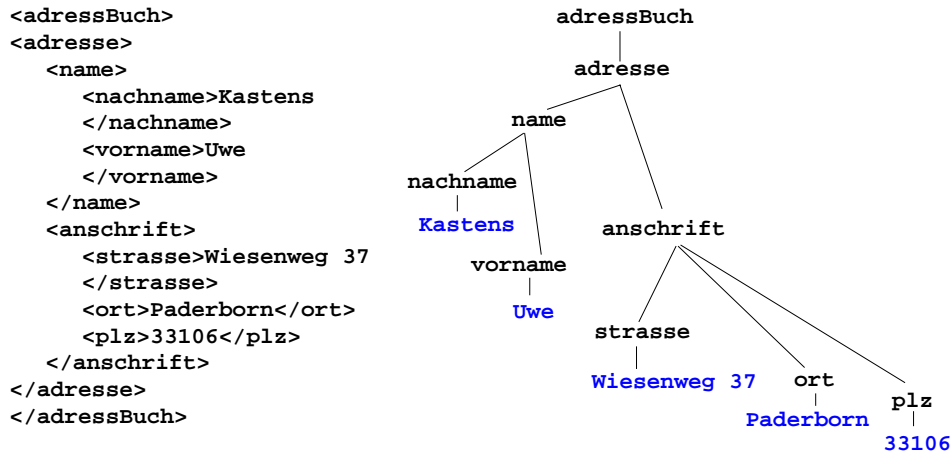 <adressBuch>
<adresse>
<name>
<nachname>Kastens
</nachname>
<vorname>Uwe
</vorname>
</name>
<anschrift>
<strasse>Wiesenweg 37
</strasse>
<ort>Paderborn</ort>
<plz>33106</plz>
</anschrift>
</adresse>
</adressBuch>
adressBuch
adresse
name
nachname
Kastens
anschrift
vorname
Uwe
strasse
Wiesenweg 37
ort
Paderborn
plz
33106